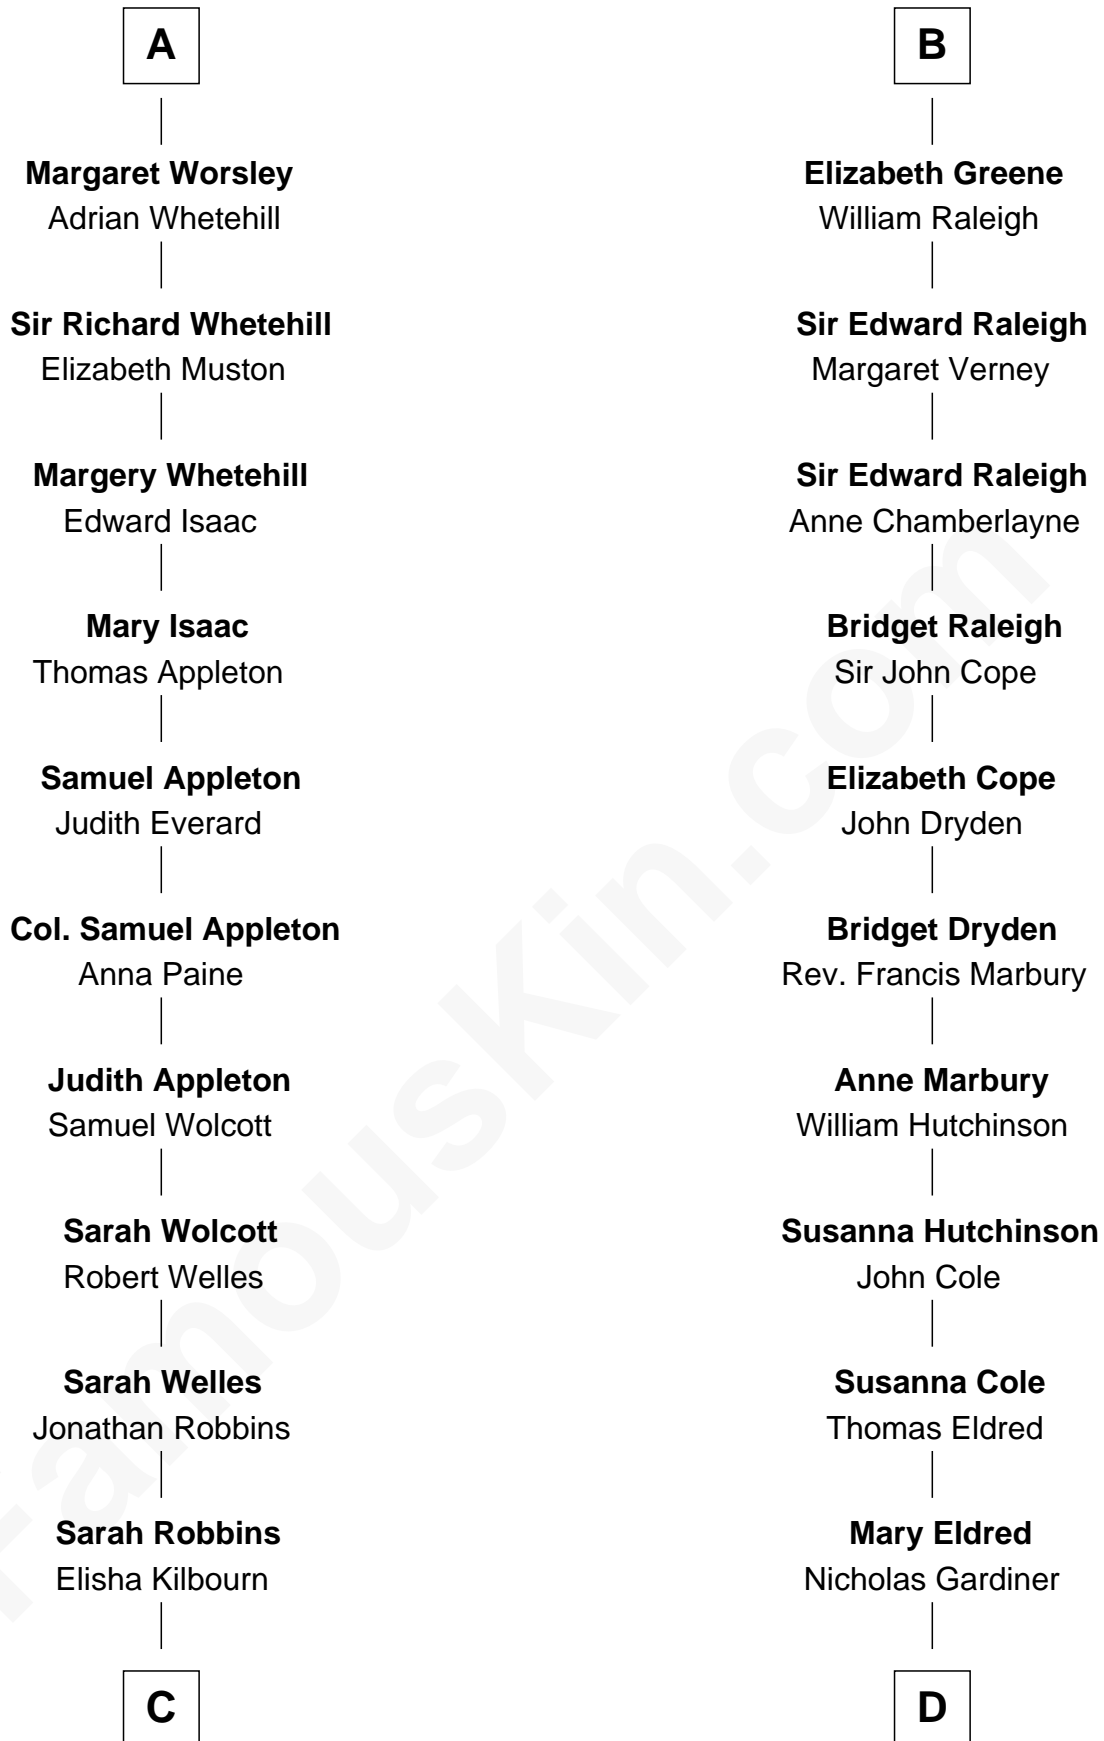 A
Margaret Worsley
Adrian Whetehill
Sir Richard Whetehill
Elizabeth Muston
Margery Whetehill
Edward Isaac
Mary Isaac
Thomas Appleton
Samuel Appleton
Judith Everard
Col. Samuel Appleton
Anna Paine
Judith Appleton
Samuel Wolcott
Sarah Wolcott
Robert Welles
Sarah Welles
Jonathan Robbins
Sarah Robbins
Elisha Kilbourn
C
B
Elizabeth Greene
William Raleigh
Sir Edward Raleigh
Margaret Verney
Sir Edward Raleigh
Anne Chamberlayne
Bridget Raleigh
Sir John Cope
Elizabeth Cope
John Dryden
Bridget Dryden
Rev. Francis Marbury
Anne Marbury
William Hutchinson
Susanna Hutchinson
John Cole
Susanna Cole
Thomas Eldred
Mary Eldred
Nicholas Gardiner
D
FamousKin.com